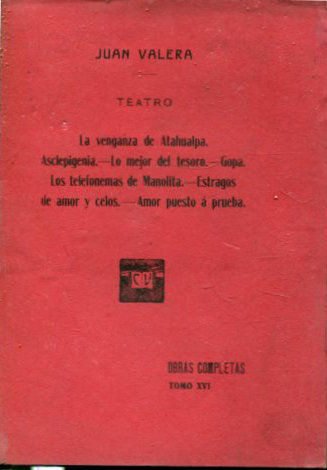 JUAN VALERA
TEATRO
La venganza de Atahualpa.
Asclepigenia.—Lo mejor del tesoro.—Gopa.
Los telefonemas de Manolita.—Estragos
de amor y celos.—Amor puesto á prueba.
CV
OBRAS COMPLETAS
TOMO XVI